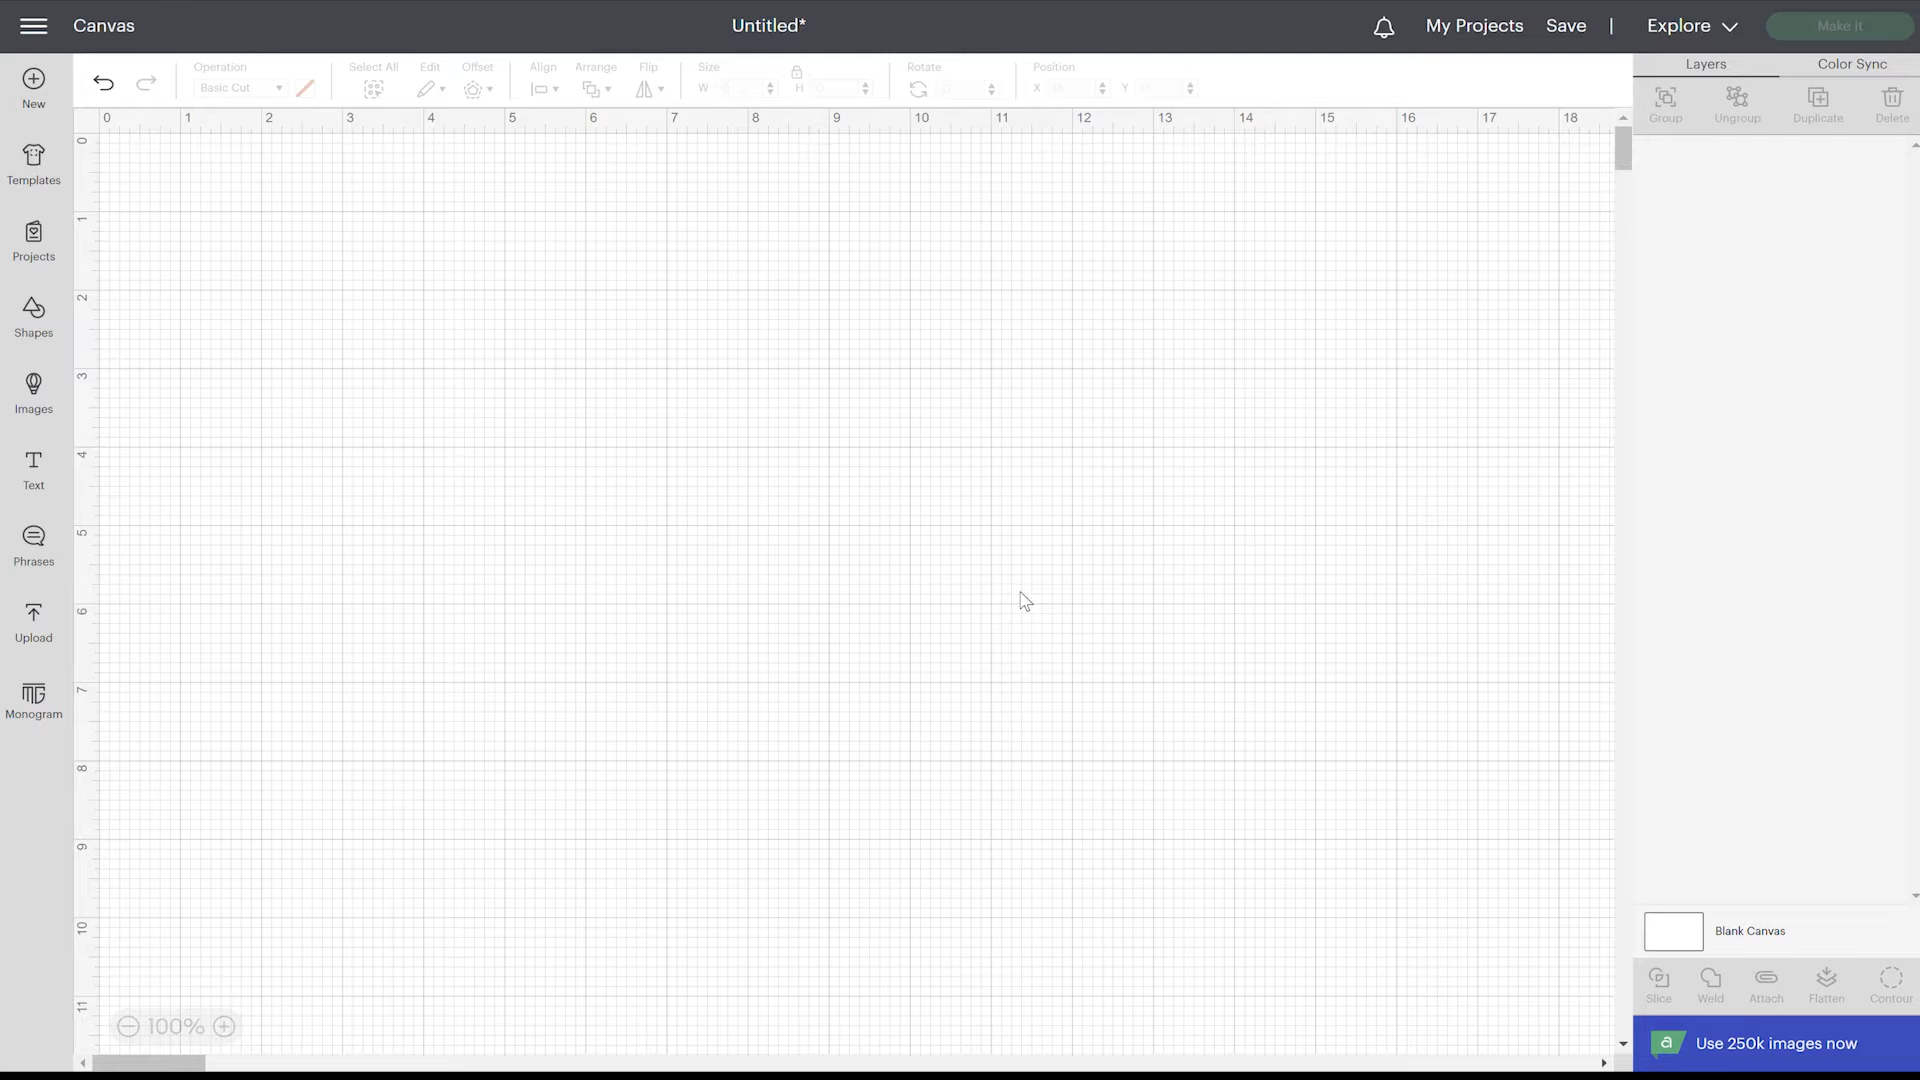 Canvas
Untitled*
My Projects
Save
|
Explore
Make It
New
Templates
Projects
Shapes
Images
Text
Phrases
Upload
Monogram
Operation
Basic Cut
Select All
Edit
Offset
Align
Arrange
Flip
Size
W
H
Rotate
Position
X
Y
0 1 2 3 4 5 6 7 8 9 10 11 12 13 14 15 16 17 18
0
1
2
3
4
5
6
7
8
9
10
11
100%
Layers
Color Sync
Group
Ungroup
Duplicate
Delete
Blank Canvas
Slice
Weld
Attach
Flatten
Contour
a
Use 250k images now